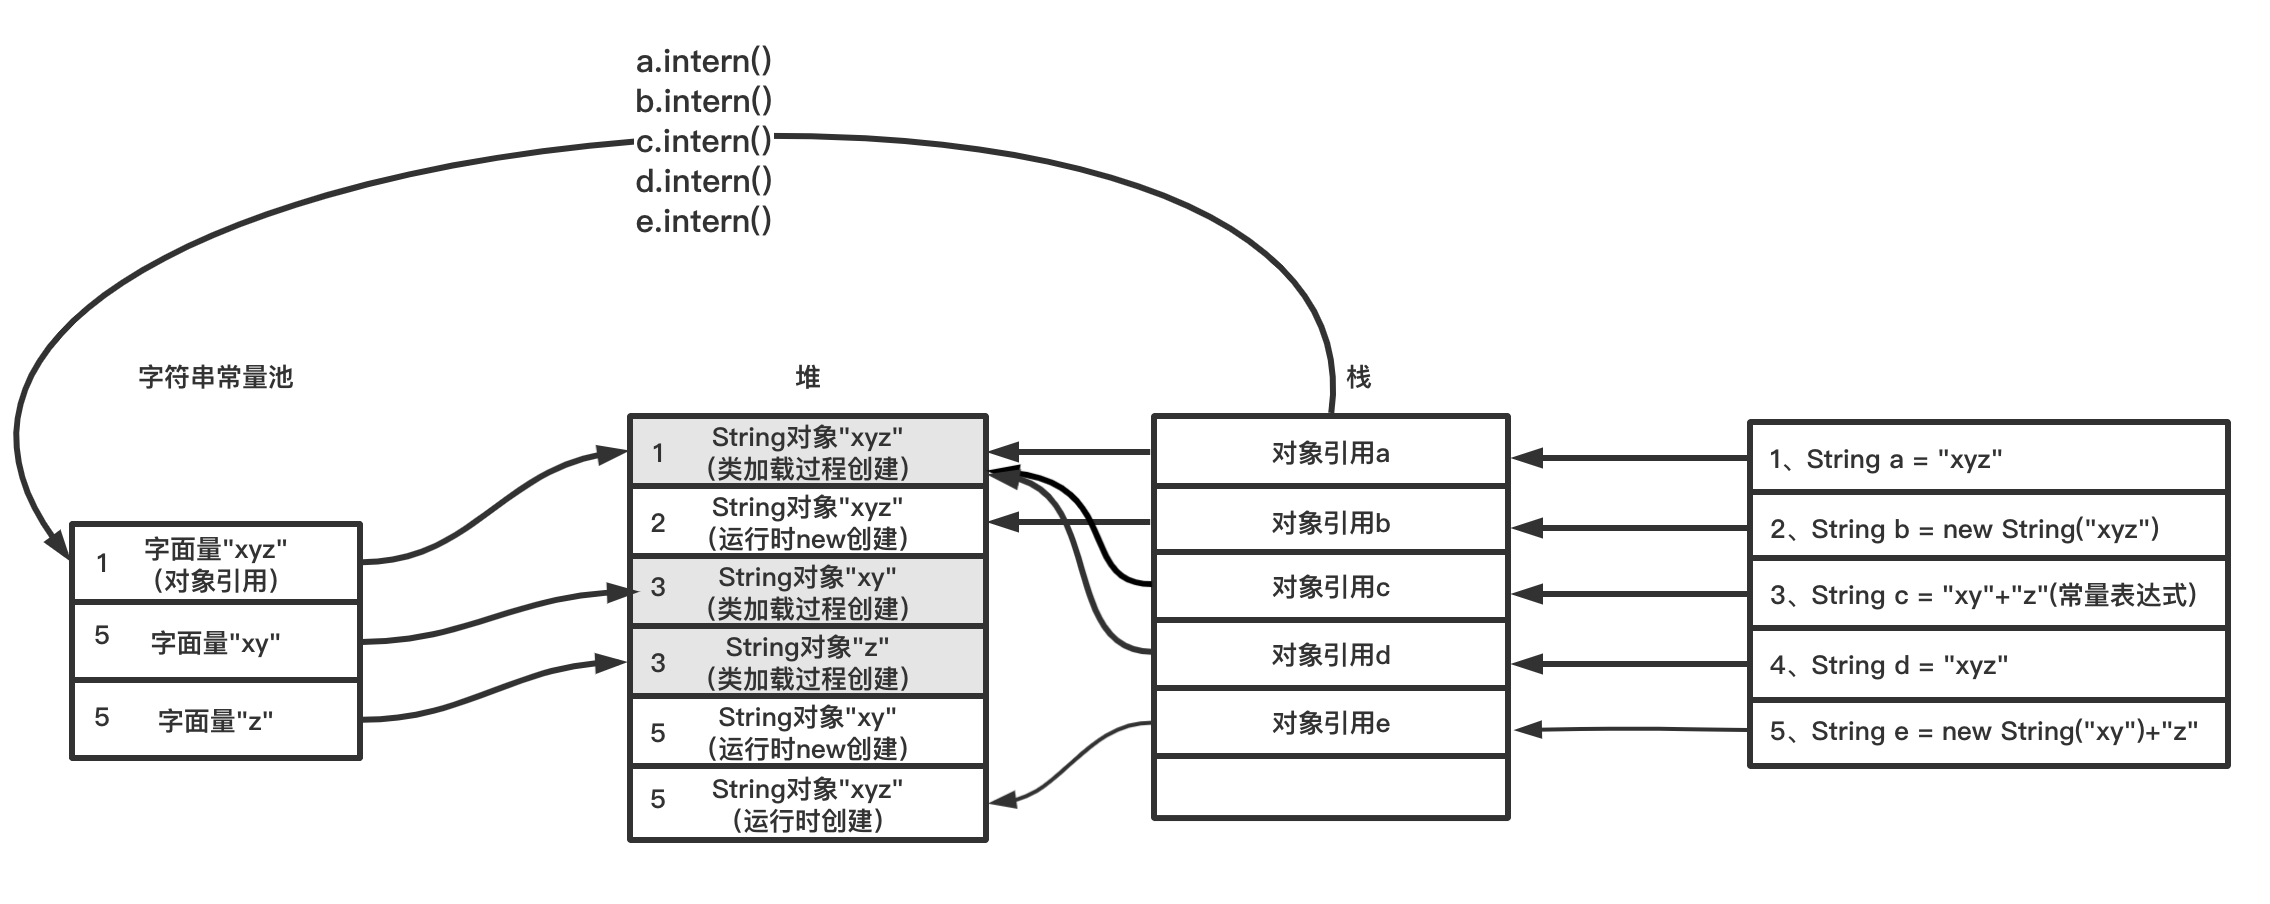 a.intern()
b.intern()
c.intern()
d.intern()
e.intern()
字符串常量池
堆
栈
1 字面量"xyz"
（对象引用）
5 字面量"xy"
5 字面量"z"
1 String对象"xyz"
（类加载过程创建）
2 String对象"xyz"
（运行时new创建）
3 String对象"xy"
（类加载过程创建）
3 String对象"z"
（类加载过程创建）
5 String对象"xy"
（运行时new创建）
5 String对象"xyz"
（运行时创建）
对象引用a
对象引用b
对象引用c
对象引用d
对象引用e
1、String a = "xyz"
2、String b = new String("xyz")
3、String c = "xy"+"z"(常量表达式)
4、String d = "xyz"
5、String e = new String("xy")+"z"